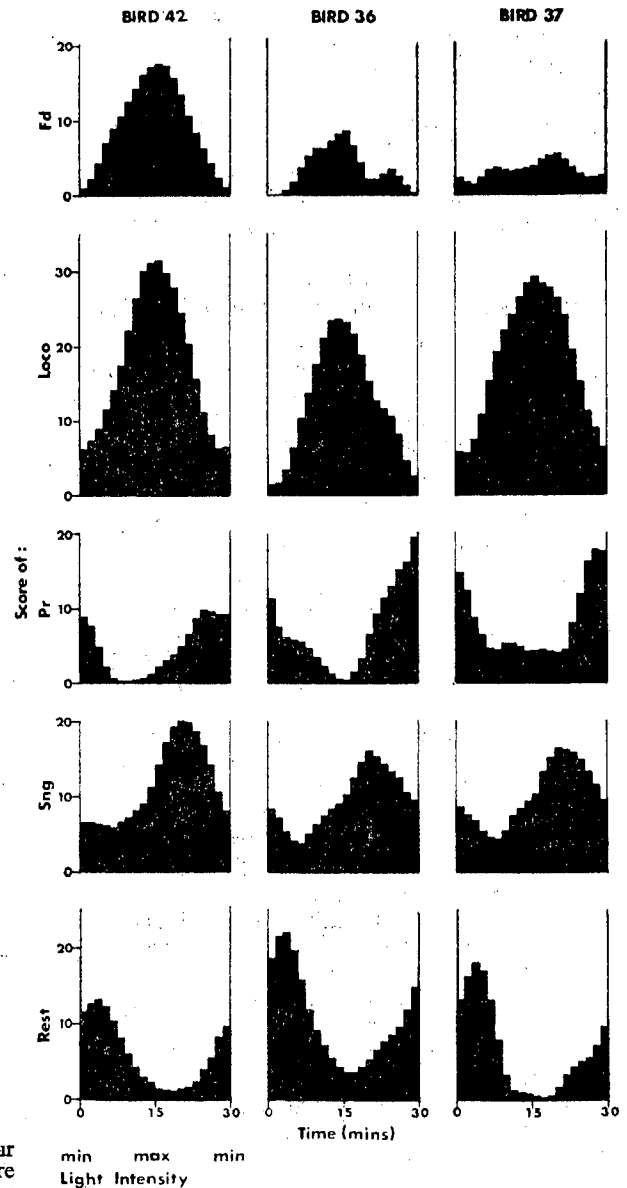 BIRD 42 BIRD 36 BIRD 37
20
10
0
Fd
30
20
10
0
Loco
20
10
0
Score of :
Pr
20
10
0
Sng
20
10
0
Rest
0 15 30 0 15 30 0 15 30
Time (mins)
min max min
Light Intensity
ur
re